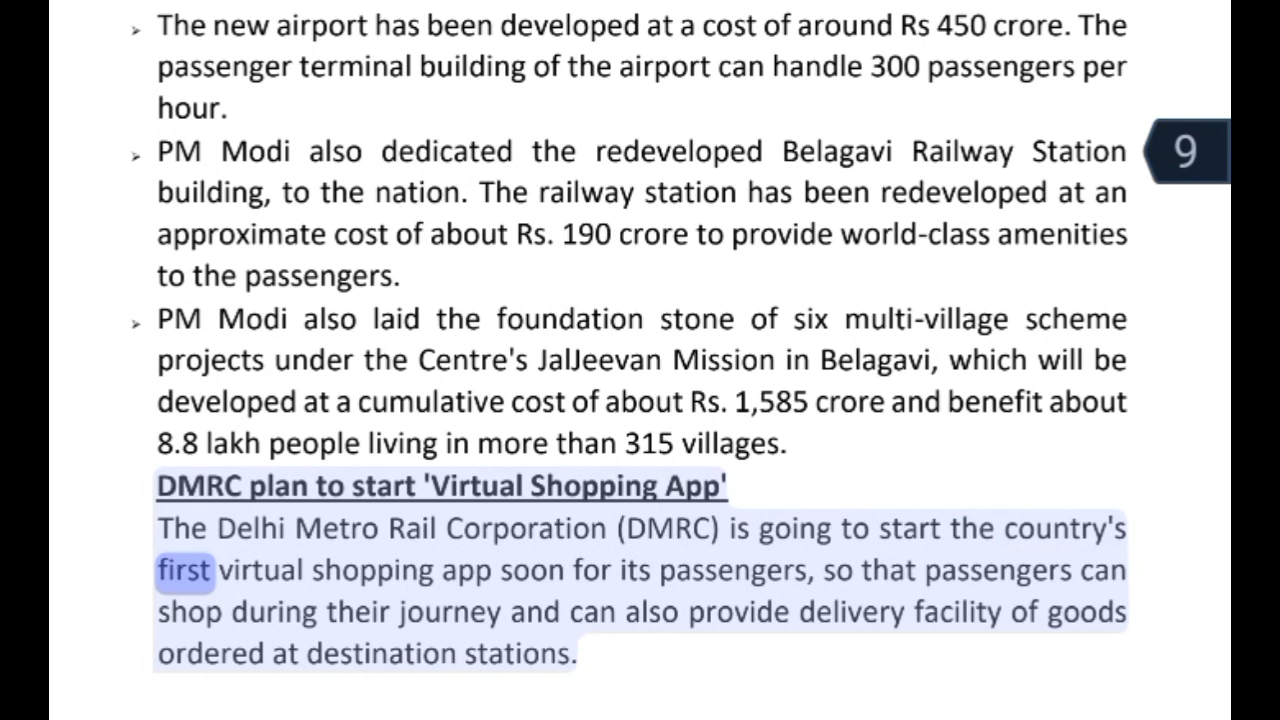 The new airport has been developed at a cost of around Rs 450 crore. The
passenger terminal building of the airport can handle 300 passengers per
hour.
PM Modi also dedicated the redeveloped Belagavi Railway Station
building, to the nation. The railway station has been redeveloped at an
approximate cost of about Rs. 190 crore to provide world-class amenities
to the passengers.
PM Modi also laid the foundation stone of six multi-village scheme
projects under the Centre's JalJeevan Mission in Belagavi, which will be
developed at a cumulative cost of about Rs. 1,585 crore and benefit about
8.8 lakh people living in more than 315 villages.
DMRC plan to start 'Virtual Shopping App'
The Delhi Metro Rail Corporation (DMRC) is going to start the country's
first virtual shopping app soon for its passengers, so that passengers can
shop during their journey and can also provide delivery facility of goods
ordered at destination stations.
9